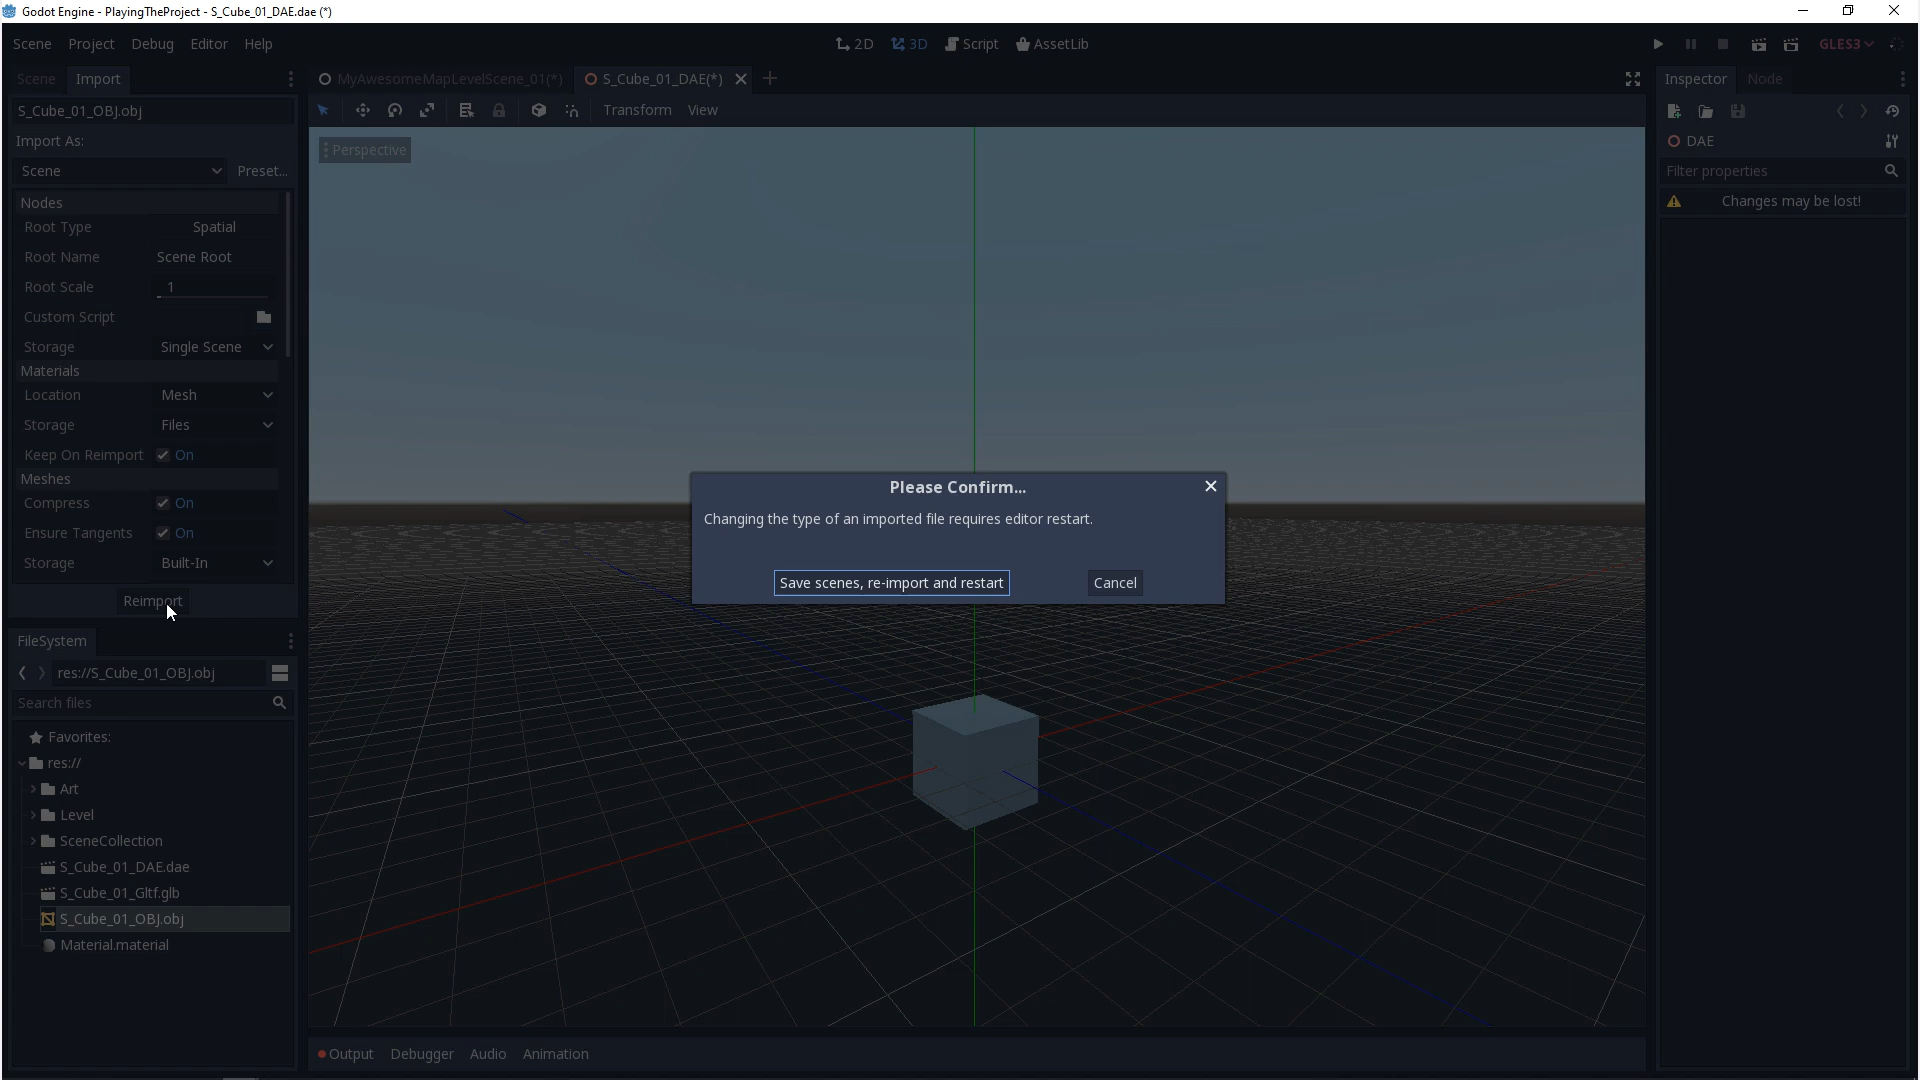 Godot Engine - PlayingTheProject - S_Cube_01_DAE.dae (*)
Scene Project Debug Editor Help
2D 3D Script AssetLib
GLES3
Scene Import
MyAwesomeMapLevelScene_01(*)
S_Cube_01_DAE(*)
Inspector Node
S_Cube_01_OBJ.obj
Transform View
Import As:
Perspective
DAE
Scene Preset...
Filter properties
Nodes
Changes may be lost!
Root Type Spatial
Root Name Scene Root
Root Scale 1
Custom Script
Storage Single Scene
Materials
Location Mesh
Storage Files
Keep On Reimport On
Meshes
Compress On
Ensure Tangents On
Storage Built-In
Reimport
Please Confirm...
Changing the type of an imported file requires editor restart.
Save scenes, re-import and restart Cancel
FileSystem
res://S_Cube_01_OBJ.obj
Search files
Favorites:
res://
Art
Level
SceneCollection
S_Cube_01_DAE.dae
S_Cube_01_Gltf.glb
S_Cube_01_OBJ.obj
Material.material
Output Debugger Audio Animation